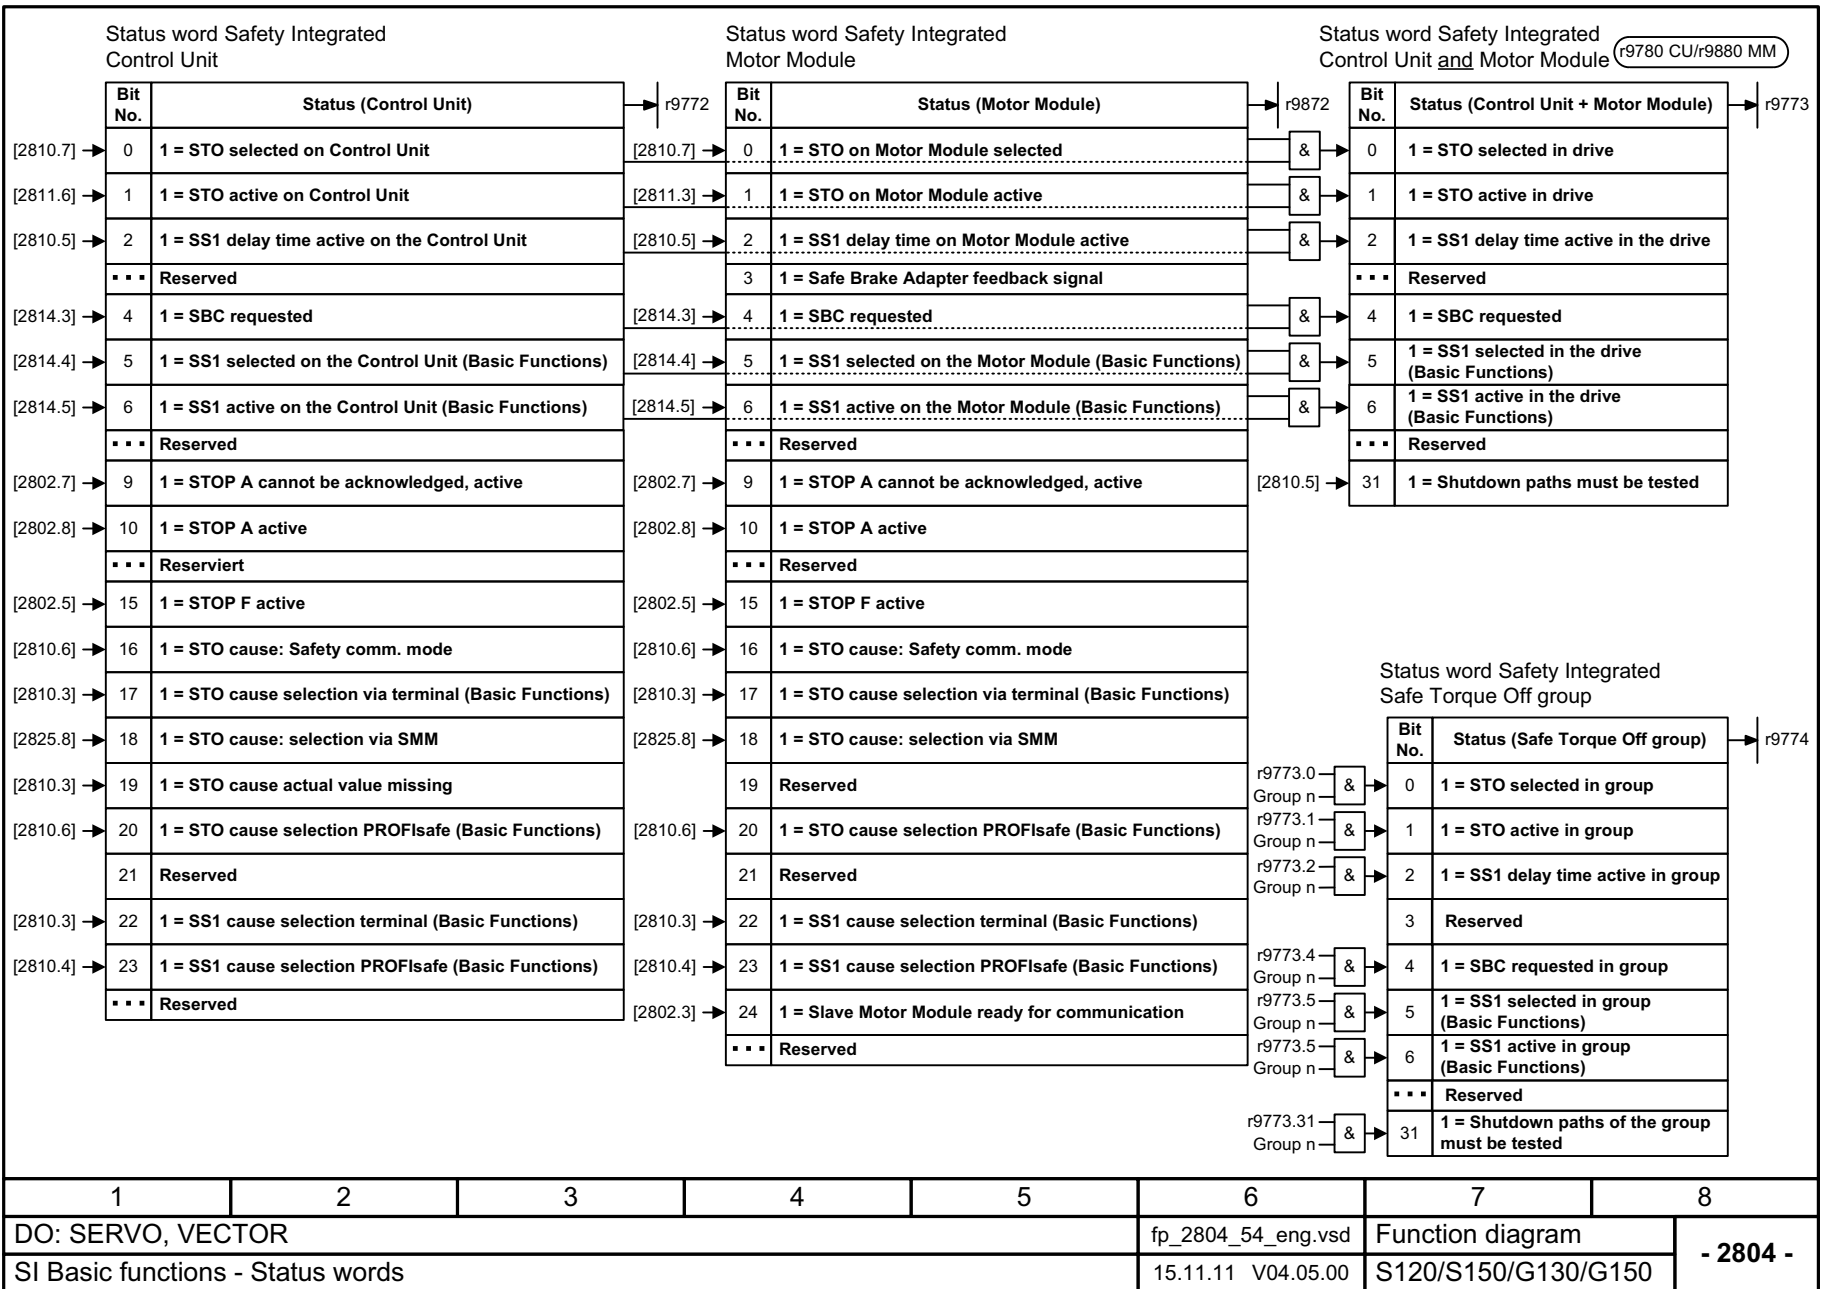 Status word Safety Integrated
Control Unit
Bit No. Status (Control Unit) r9772
[2810.7] 0 1 = STO selected on Control Unit
[2811.6] 1 1 = STO active on Control Unit
[2810.5] 2 1 = SS1 delay time active on the Control Unit
Reserved
[2814.3] 4 1 = SBC requested
[2814.4] 5 1 = SS1 selected on the Control Unit (Basic Functions)
[2814.5] 6 1 = SS1 active on the Control Unit (Basic Functions)
Reserved
[2802.7] 9 1 = STOP A cannot be acknowledged, active
[2802.8] 10 1 = STOP A active
Reserviert
[2802.5] 15 1 = STOP F active
[2810.6] 16 1 = STO cause: Safety comm. mode
[2810.3] 17 1 = STO cause selection via terminal (Basic Functions)
[2825.8] 18 1 = STO cause: selection via SMM
[2810.3] 19 1 = STO cause actual value missing
[2810.6] 20 1 = STO cause selection PROFIsafe (Basic Functions)
21 Reserved
[2810.3] 22 1 = SS1 cause selection terminal (Basic Functions)
[2810.4] 23 1 = SS1 cause selection PROFIsafe (Basic Functions)
Reserved
Status word Safety Integrated
Motor Module
Bit No. Status (Motor Module) r9872
[2810.7] 0 1 = STO on Motor Module selected
[2811.3] 1 1 = STO on Motor Module active
[2810.5] 2 1 = SS1 delay time on Motor Module active
3 1 = Safe Brake Adapter feedback signal
[2814.3] 4 1 = SBC requested
[2814.4] 5 1 = SS1 selected on the Motor Module (Basic Functions)
[2814.5] 6 1 = SS1 active on the Motor Module (Basic Functions)
Reserved
[2802.7] 9 1 = STOP A cannot be acknowledged, active
[2802.8] 10 1 = STOP A active
Reserved
[2802.5] 15 1 = STOP F active
[2810.6] 16 1 = STO cause: Safety comm. mode
[2810.3] 17 1 = STO cause selection via terminal (Basic Functions)
[2825.8] 18 1 = STO cause: selection via SMM
19 Reserved
[2810.6] 20 1 = STO cause selection PROFIsafe (Basic Functions)
21 Reserved
[2810.3] 22 1 = SS1 cause selection terminal (Basic Functions)
[2810.4] 23 1 = SS1 cause selection PROFIsafe (Basic Functions)
[2802.3] 24 1 = Slave Motor Module ready for communication
Reserved
Status word Safety Integrated
Control Unit and Motor Module r9780 CU/r9880 MM
Bit No. Status (Control Unit + Motor Module) r9773
& 0 1 = STO selected in drive
& 1 1 = STO active in drive
& 2 1 = SS1 delay time active in the drive
Reserved
& 4 1 = SBC requested
& 5 1 = SS1 selected in the drive
(Basic Functions)
& 6 1 = SS1 active in the drive
(Basic Functions)
Reserved
[2810.5] 31 1 = Shutdown paths must be tested
Status word Safety Integrated
Safe Torque Off group
Bit No. Status (Safe Torque Off group) r9774
r9773.0 Group n & 0 1 = STO selected in group
r9773.1 Group n & 1 1 = STO active in group
r9773.2 Group n & 2 1 = SS1 delay time active in group
3 Reserved
r9773.4 Group n & 4 1 = SBC requested in group
r9773.5 Group n & 5 1 = SS1 selected in group
(Basic Functions)
r9773.5 Group n & 6 1 = SS1 active in group
(Basic Functions)
Reserved
r9773.31 Group n & 31 1 = Shutdown paths of the group
must be tested
1 2 3 4 5 6 7 8
DO: SERVO, VECTOR fp_2804_54_eng.vsd Function diagram
- 2804 -
SI Basic functions - Status words 15.11.11 V04.05.00 S120/S150/G130/G150